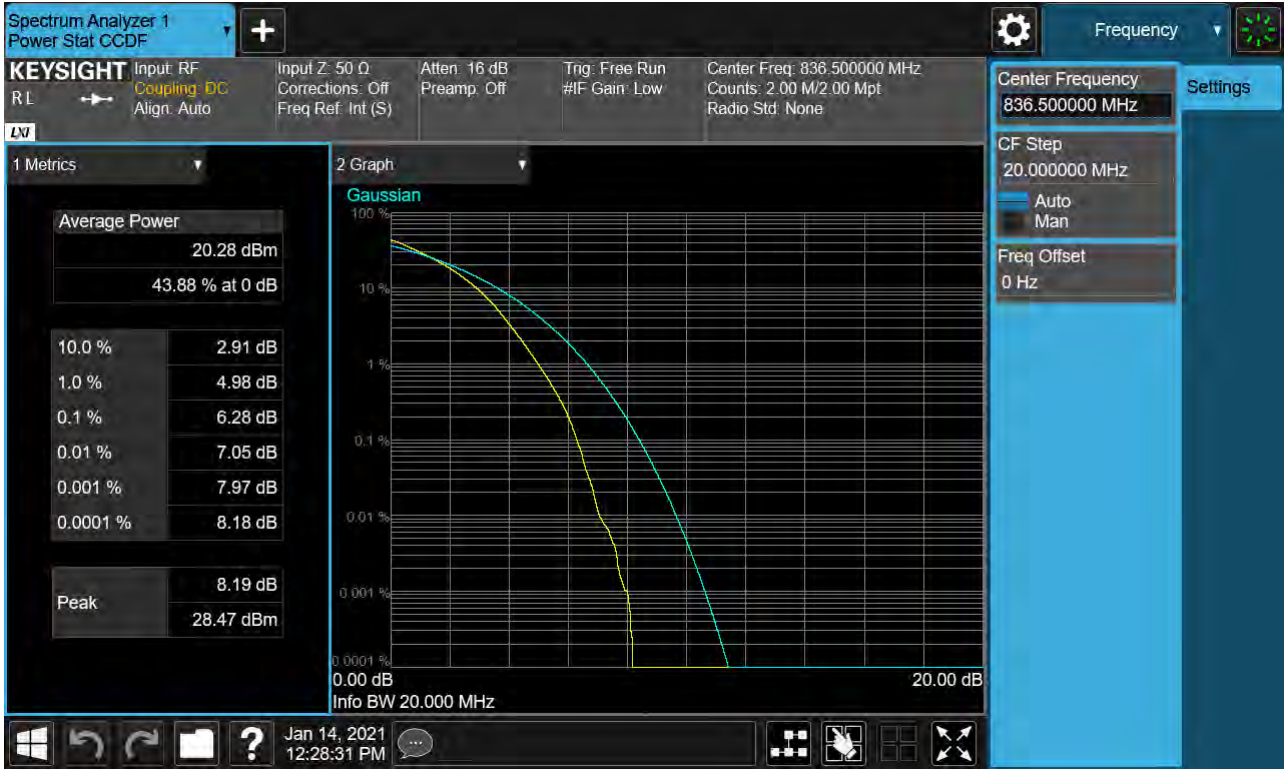 Spectrum Analyzer 1
Power Stat CCDF
+
Frequency
KEYSIGHT
R L
LXI
Input: RF
Coupling: DC
Align: Auto
Input Z: 50 Ω
Corrections: Off
Freq Ref: Int (S)
Atten: 16 dB
Preamp: Off
Trig: Free Run
#IF Gain: Low
Center Freq: 836.500000 MHz
Counts: 2.00 M/2.00 Mpt
Radio Std: None
1 Metrics
Average Power
20.28 dBm
43.88 % at 0 dB
10.0 % 2.91 dB
1.0 % 4.98 dB
0.1 % 6.28 dB
0.01 % 7.05 dB
0.001 % 7.97 dB
0.0001 % 8.18 dB
Peak
8.19 dB
28.47 dBm
2 Graph
Gaussian
100 %
10 %
1 %
0.1 %
0.01 %
0.001 %
0.0001 %
0.00 dB 20.00 dB
Info BW 20.000 MHz
Center Frequency
836.500000 MHz
CF Step
20.000000 MHz
Auto
Man
Freq Offset
0 Hz
Settings
?
Jan 14, 2021
12:28:31 PM